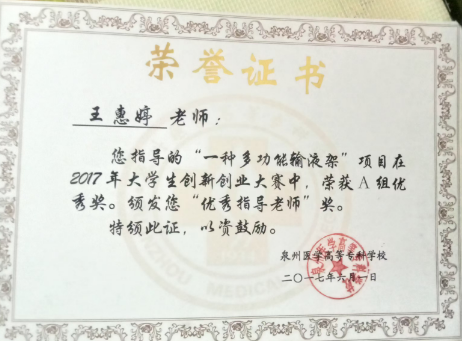 荣誉证书
王惠婷 老师：
您指导的“一种多功能输液架”项目在
2017年大学生创新创业大赛中，荣获A组优
秀奖。颁发您“优秀指导老师”奖。
特颁此证，以资鼓励。
泉州医学高等专科学校
二〇一七年六月一日